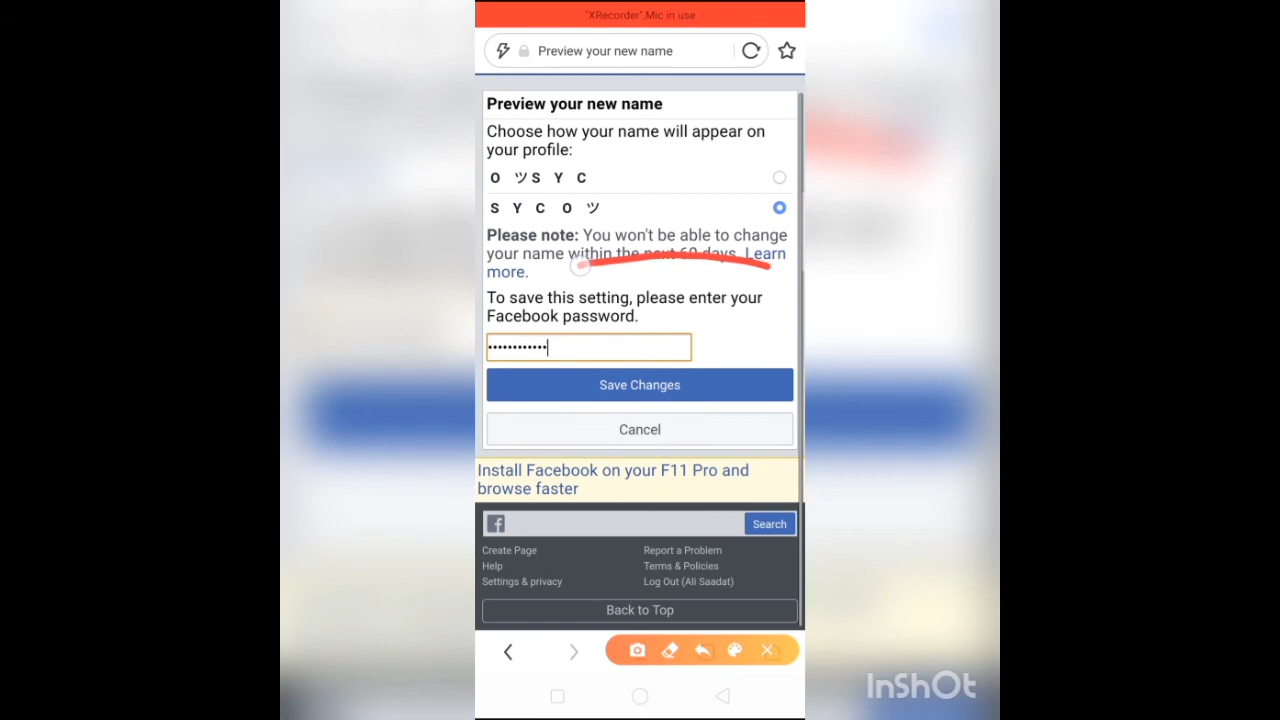 "XRecorder",Mic in use
Preview your new name
Preview your new name
Choose how your name will appear on
your profile:
O ツ S Y C
S Y C O ツ
Please note: You won't be able to change
your name within the next 60 days. Learn
more.
To save this setting, please enter your
Facebook password.
••••••••••••
Save Changes
Cancel
Install Facebook on your F11 Pro and
browse faster
Search
Create Page Report a Problem
Help Terms & Policies
Settings & privacy Log Out (Ali Saadat)
Back to Top
InShOt